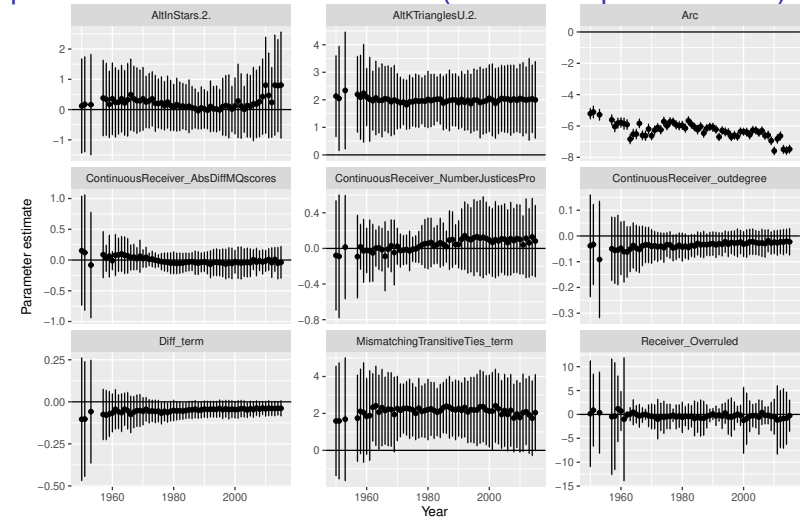 AltInStars.2.
AltKTrianglesU.2.
Arc
2
1
0
−1
4
3
2
1
0
0
−2
−4
−6
−8
ContinuousReceiver_AbsDiffMQscores
ContinuousReceiver_NumberJusticesPro
ContinuousReceiver_outdegree
1.0
0.5
0.0
−0.5
−1.0
0.4
0.0
−0.4
−0.8
0.1
0.0
−0.1
−0.2
−0.3
Parameter estimate
Diff_term
MismatchingTransitiveTies_term
Receiver_Overruled
0.25
0.00
−0.25
−0.50
4
2
0
10
5
0
−5
−10
−15
1960 1980 2000
1960 1980 2000
1960 1980 2000
Year